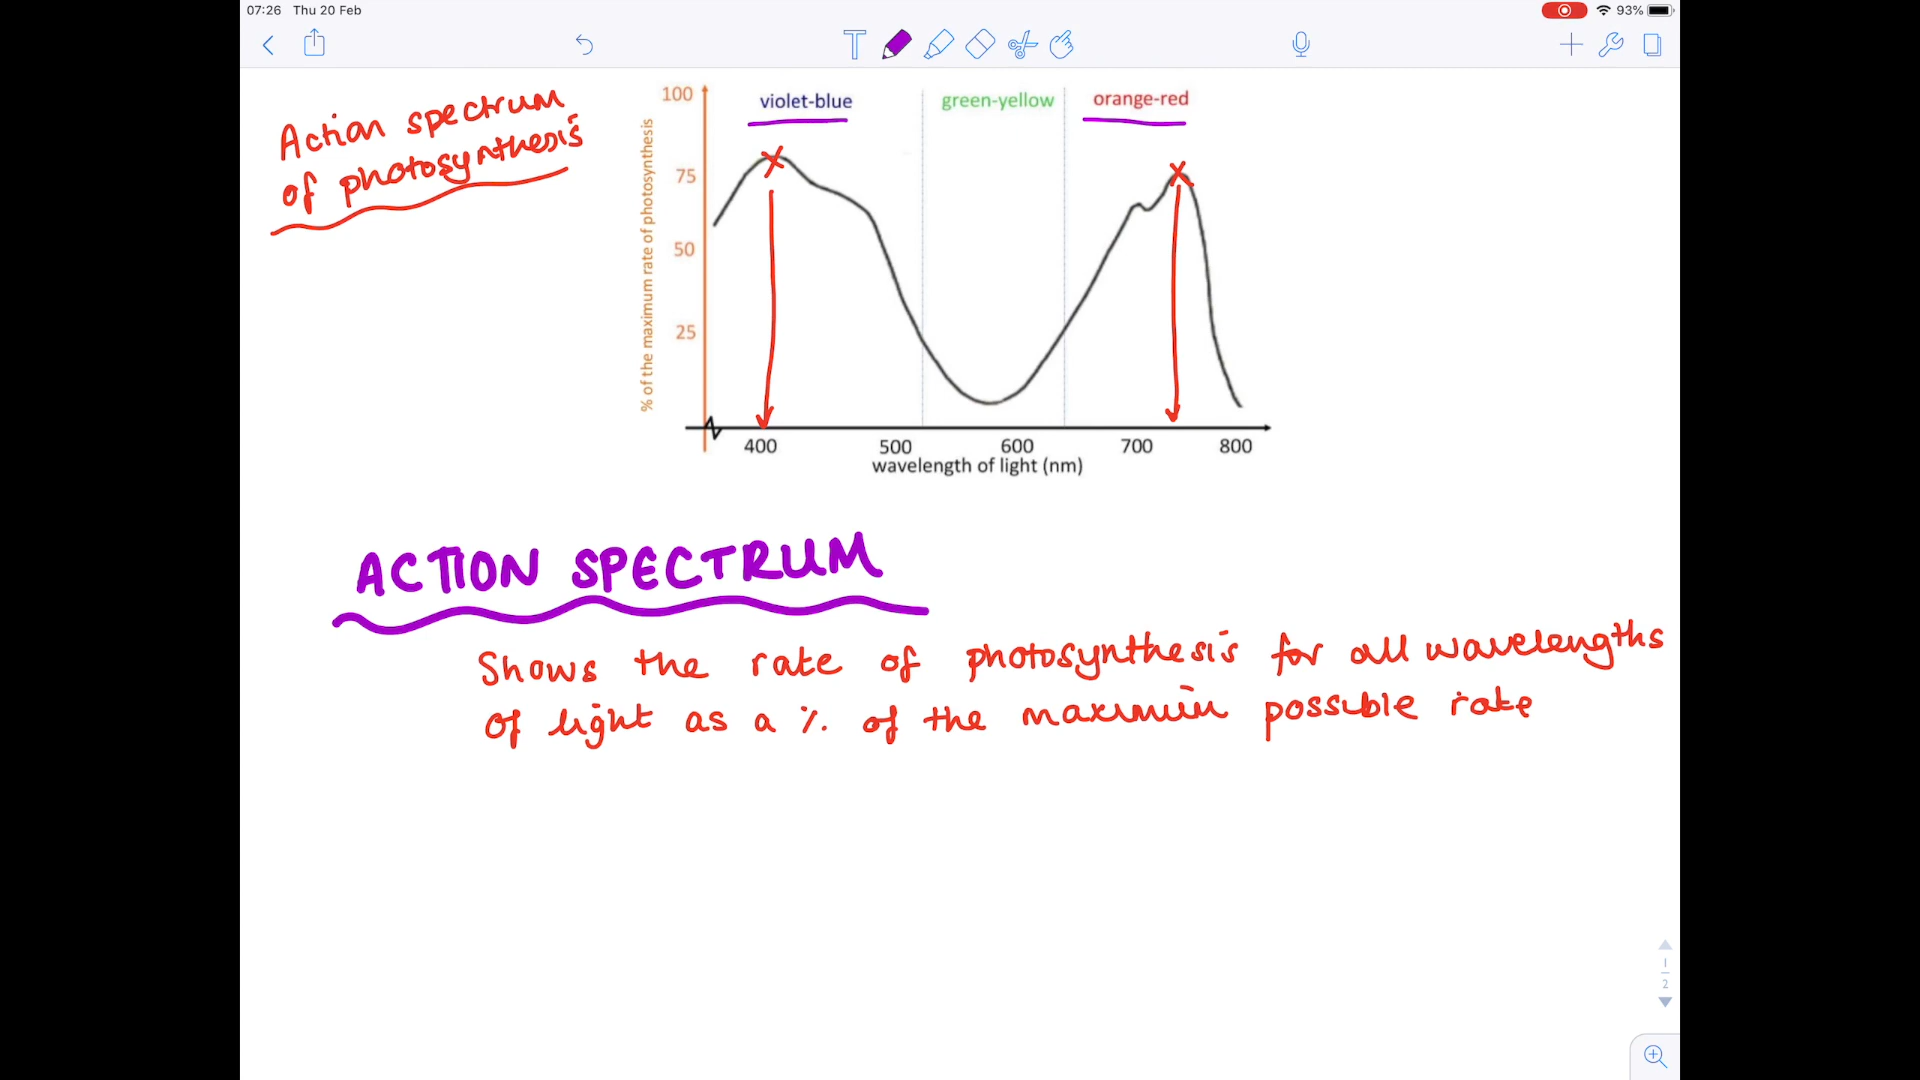 07:26 Thu 20 Feb
93%
T
Action spectrum
of photosynthesis
% of the maximum rate of photosynthesis
100
75
50
25
violet-blue
green-yellow
orange-red
400 500 600 700 800
wavelength of light (nm)
ACTION SPECTRUM
Shows the rate of photosynthesis for all wavelengths
of light as a % of the maximum possible rate
1
2